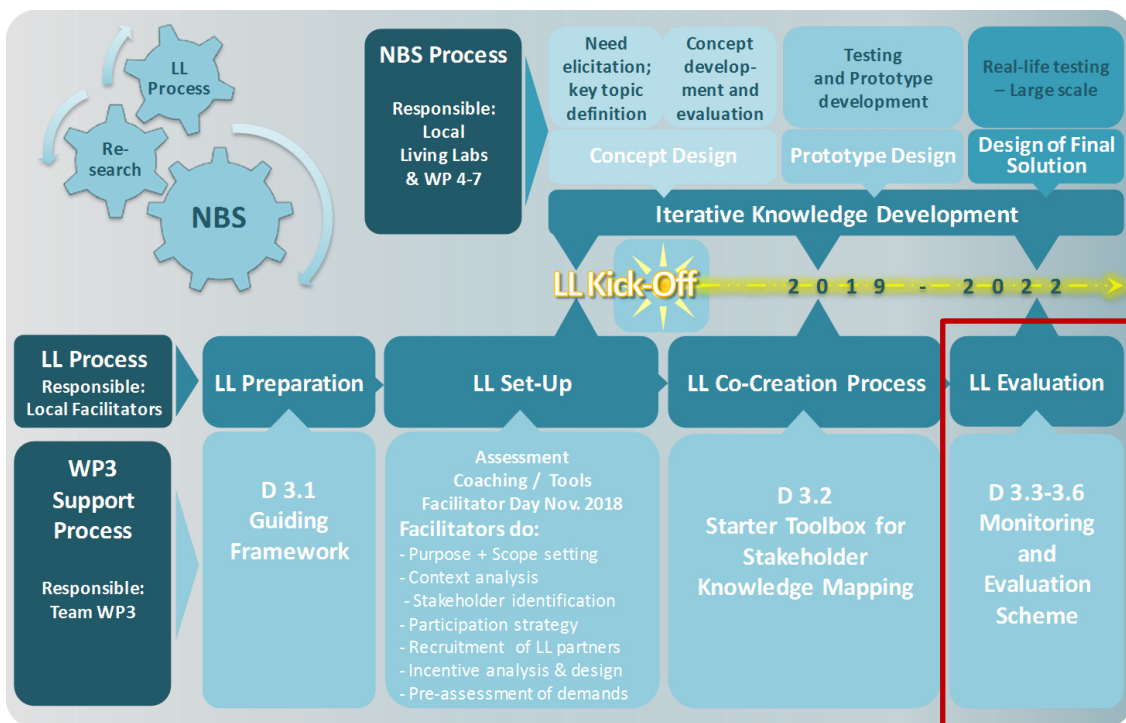 LL
Process
Re-
search
NBS
NBS Process
Responsible:
Local
Living Labs
& WP 4-7
Need
elicitation;
key topic
definition
Concept
develop-
ment and
evaluation
Testing
and Prototype
development
Real-life testing
– Large scale
Concept Design
Prototype Design
Design of Final
Solution
Iterative Knowledge Development
LL Kick-Off
2019 - 2022
LL Process
Responsible:
Local Facilitators
LL Preparation
LL Set-Up
LL Co-Creation Process
LL Evaluation
WP3
Support
Process
Responsible:
Team WP3
D 3.1
Guiding
Framework
Assessment
Coaching / Tools
Facilitator Day Nov. 2018
Facilitators do:
- Purpose + Scope setting
- Context analysis
- Stakeholder identification
- Participation strategy
- Recruitment of LL partners
- Incentive analysis & design
- Pre-assessment of demands
D 3.2
Starter Toolbox for
Stakeholder
Knowledge Mapping
D 3.3-3.6
Monitoring
and
Evaluation
Scheme